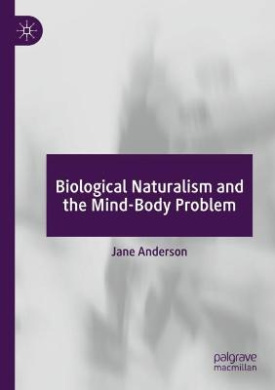 Biological Naturalism and
the Mind-Body Problem
Jane Anderson
palgrave
macmillan